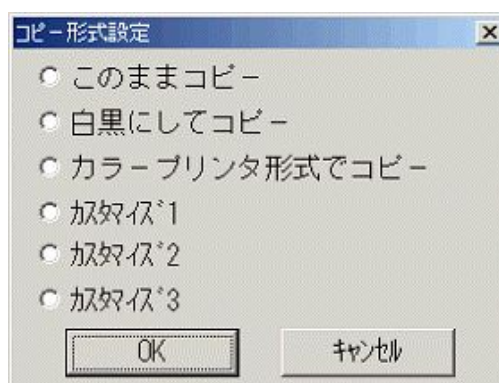 コピー形式設定
このままコピー
白黒にしてコピー
カラープリンタ形式でコピー
ｶｽﾀﾏｲｽﾞ1
ｶｽﾀﾏｲｽﾞ2
ｶｽﾀﾏｲｽﾞ3
OK ｷｬﾝｾﾙ